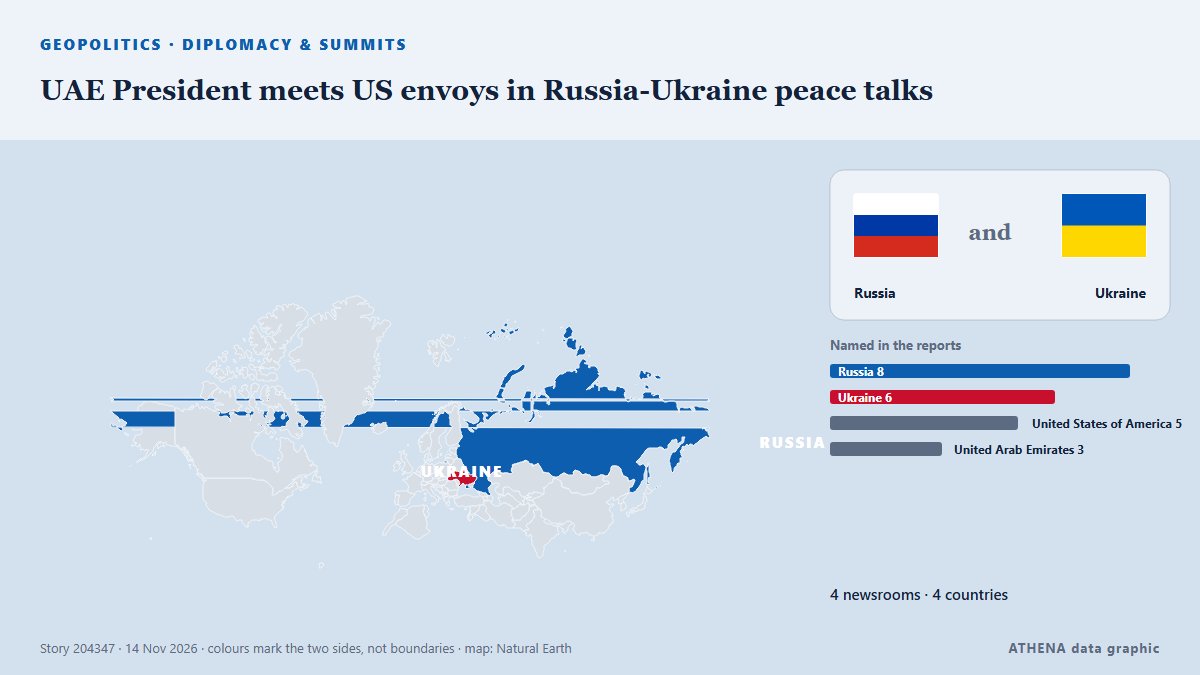 GEOPOLITICS · DIPLOMACY & SUMMITS
UAE President meets US envoys in Russia-Ukraine peace talks
and
Russia
Ukraine
Named in the reports
Russia 8
Ukraine 6
United States of America 5
United Arab Emirates 3
RUSSIA
UKRAINE
4 newsrooms · 4 countries
Story 204347 · 14 Nov 2026 · colours mark the two sides, not boundaries · map: Natural Earth
ATHENA data graphic